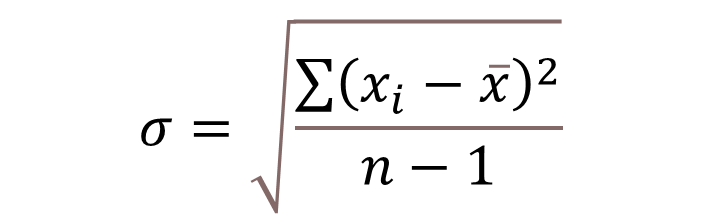 σ = √(∑(xᵢ − x̄)² / (n − 1))